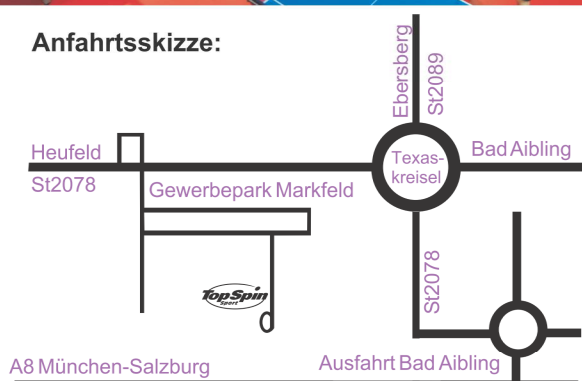 Anfahrtsskizze:
Ebersberg
St2089
Heufeld
St2078
Texas-
kreisel
Bad Aibling
Gewerbepark Markfeld
TopSpin
Sport
St2078
A8 München-Salzburg
Ausfahrt Bad Aibling